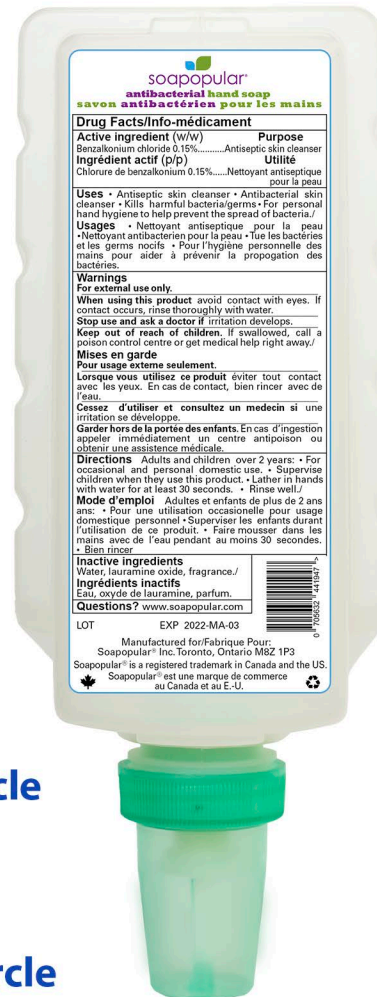 soapopular®
antibacterial hand soap
savon antibactérien pour les mains
Drug Facts/Info-médicament
Active ingredient (w/w) Purpose
Benzalkonium chloride 0.15%...........Antiseptic skin cleanser
Ingrédient actif (p/p) Utilité
Chlorure de benzalkonium 0.15%......Nettoyant antiseptique
pour la peau
Uses • Antiseptic skin cleanser • Antibacterial skin
cleanser • Kills harmful bacteria/germs • For personal
hand hygiene to help prevent the spread of bacteria./
Usages • Nettoyant antiseptique pour la peau
•Nettoyant antibacterien pour la peau •Tue les bactéries
et les germs nocifs • Pour l'hygiène personnelle des
mains pour aider à prévenir la propogation des
bactéries.
Warnings
For external use only.
When using this product avoid contact with eyes. If
contact occurs, rinse thoroughly with water.
Stop use and ask a doctor if irritation develops.
Keep out of reach of children. If swallowed, call a
poison control centre or get medical help right away./
Mises en garde
Pour usage externe seulement.
Lorsque vous utilisez ce produit éviter tout contact
avec les yeux. En cas de contact, bien rincer avec de
l'eau.
Cessez d'utiliser et consultez un medecin si une
irritation se développe.
Garder hors de la portée des enfants. En cas d'ingestion
appeler immédiatement un centre antipoison ou
obtenir une assistance médicale.
Directions Adults and children over 2 years: • For
occasional and personal domestic use. • Supervise
children when they use this product. • Lather in hands
with water for at least 30 seconds. • Rinse well./
Mode d'emploi Adultes et enfants de plus de 2 ans
ans: • Pour une utilisation occasionelle pour usage
domestique personnel • Superviser les enfants durant
l'utilisation de ce produit. • Faire mousser dans les
mains avec de l'eau pendant au moins 30 secondes.
• Bien rincer
Inactive ingredients
Water, lauramine oxide, fragrance./
Ingrédients inactifs
Eau, oxyde de lauramine, parfum.
Questions? www.soapopular.com
0 705632 441947 >
LOT EXP 2022-MA-03
Manufactured for/Fabrique Pour:
Soapopular® Inc. Toronto, Ontario M8Z 1P3
Soapopular® is a registered trademark in Canada and the US.
Soapopular® est une marque de commerce
au Canada et au E.-U.
cle
rcle